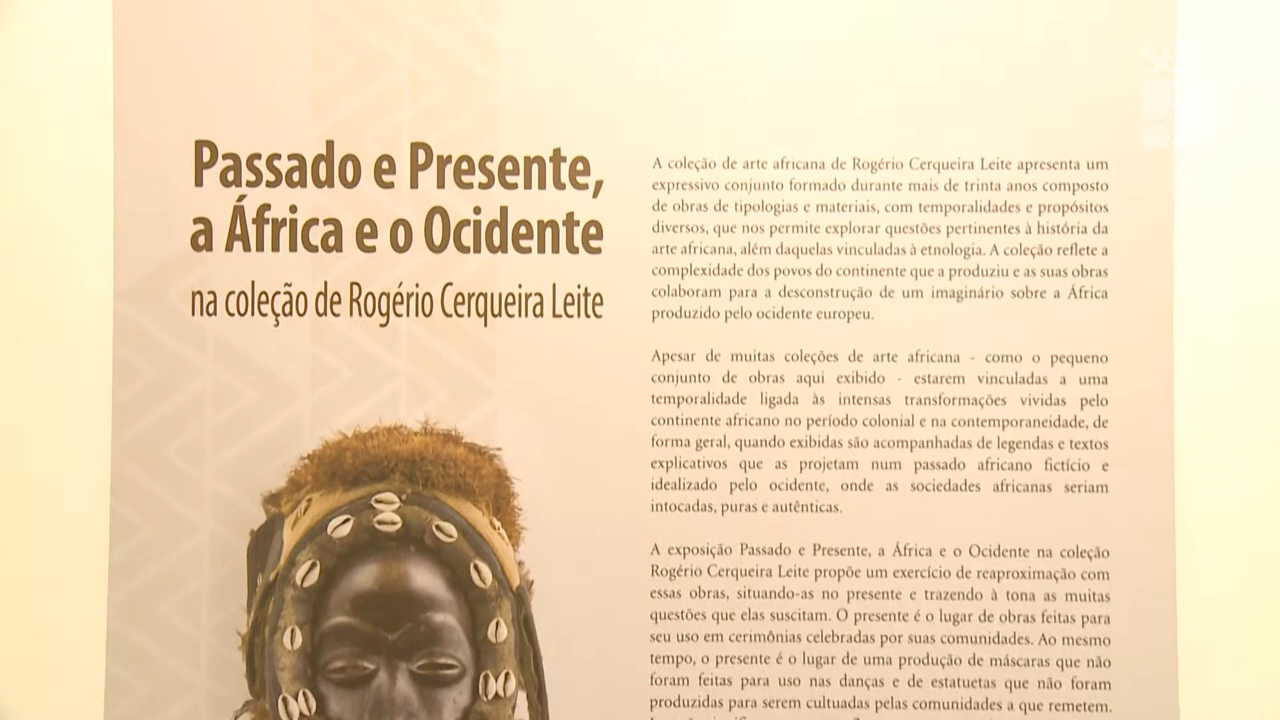 Passado e Presente,
a África e o Ocidente
na coleção de Rogério Cerqueira Leite
A coleção de arte africana de Rogério Cerqueira Leite apresenta um
expressivo conjunto formado durante mais de trinta anos composto
de obras de tipologias e materiais, com temporalidades e propósitos
diversos, que nos permite explorar questões pertinentes à história da
arte africana, além daquelas vinculadas à etnologia. A coleção reflete a
complexidade dos povos do continente que a produziu e as suas obras
colaboram para a desconstrução de um imaginário sobre a África
produzido pelo ocidente europeu.
Apesar de muitas coleções de arte africana - como o pequeno
conjunto de obras aqui exibido - estarem vinculadas a uma
temporalidade ligada às intensas transformações vividas pelo
continente africano no período colonial e na contemporaneidade, de
forma geral, quando exibidas são acompanhadas de legendas e textos
explicativos que as projetam num passado africano fictício e
idealizado pelo ocidente, onde as sociedades africanas seriam
intocadas, puras e autênticas.
A exposição Passado e Presente, a África e o Ocidente na coleção
Rogério Cerqueira Leite propõe um exercício de reaproximação com
essas obras, situando-as no presente e trazendo à tona as muitas
questões que elas suscitam. O presente é o lugar de obras feitas para
seu uso em cerimônias celebradas por suas comunidades. Ao mesmo
tempo, o presente é o lugar de uma produção de máscaras que não
foram feitas para uso nas danças e de estatuetas que não foram
produzidas para serem cultuadas pelas comunidades a que remetem.